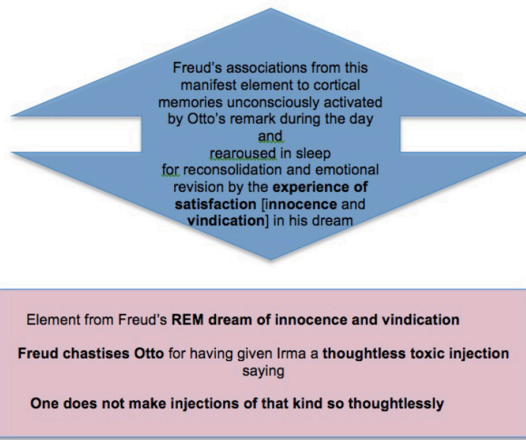 Freud's associations from this
manifest element to cortical
memories unconsciously activated
by Otto's remark during the day
and
rearoused in sleep
for reconsolidation and emotional
revision by the experience of
satisfaction [innocence and
vindication] in his dream
Element from Freud's REM dream of innocence and vindication
Freud chastises Otto for having given Irma a thoughtless toxic injection
saying
One does not make injections of that kind so thoughtlessly